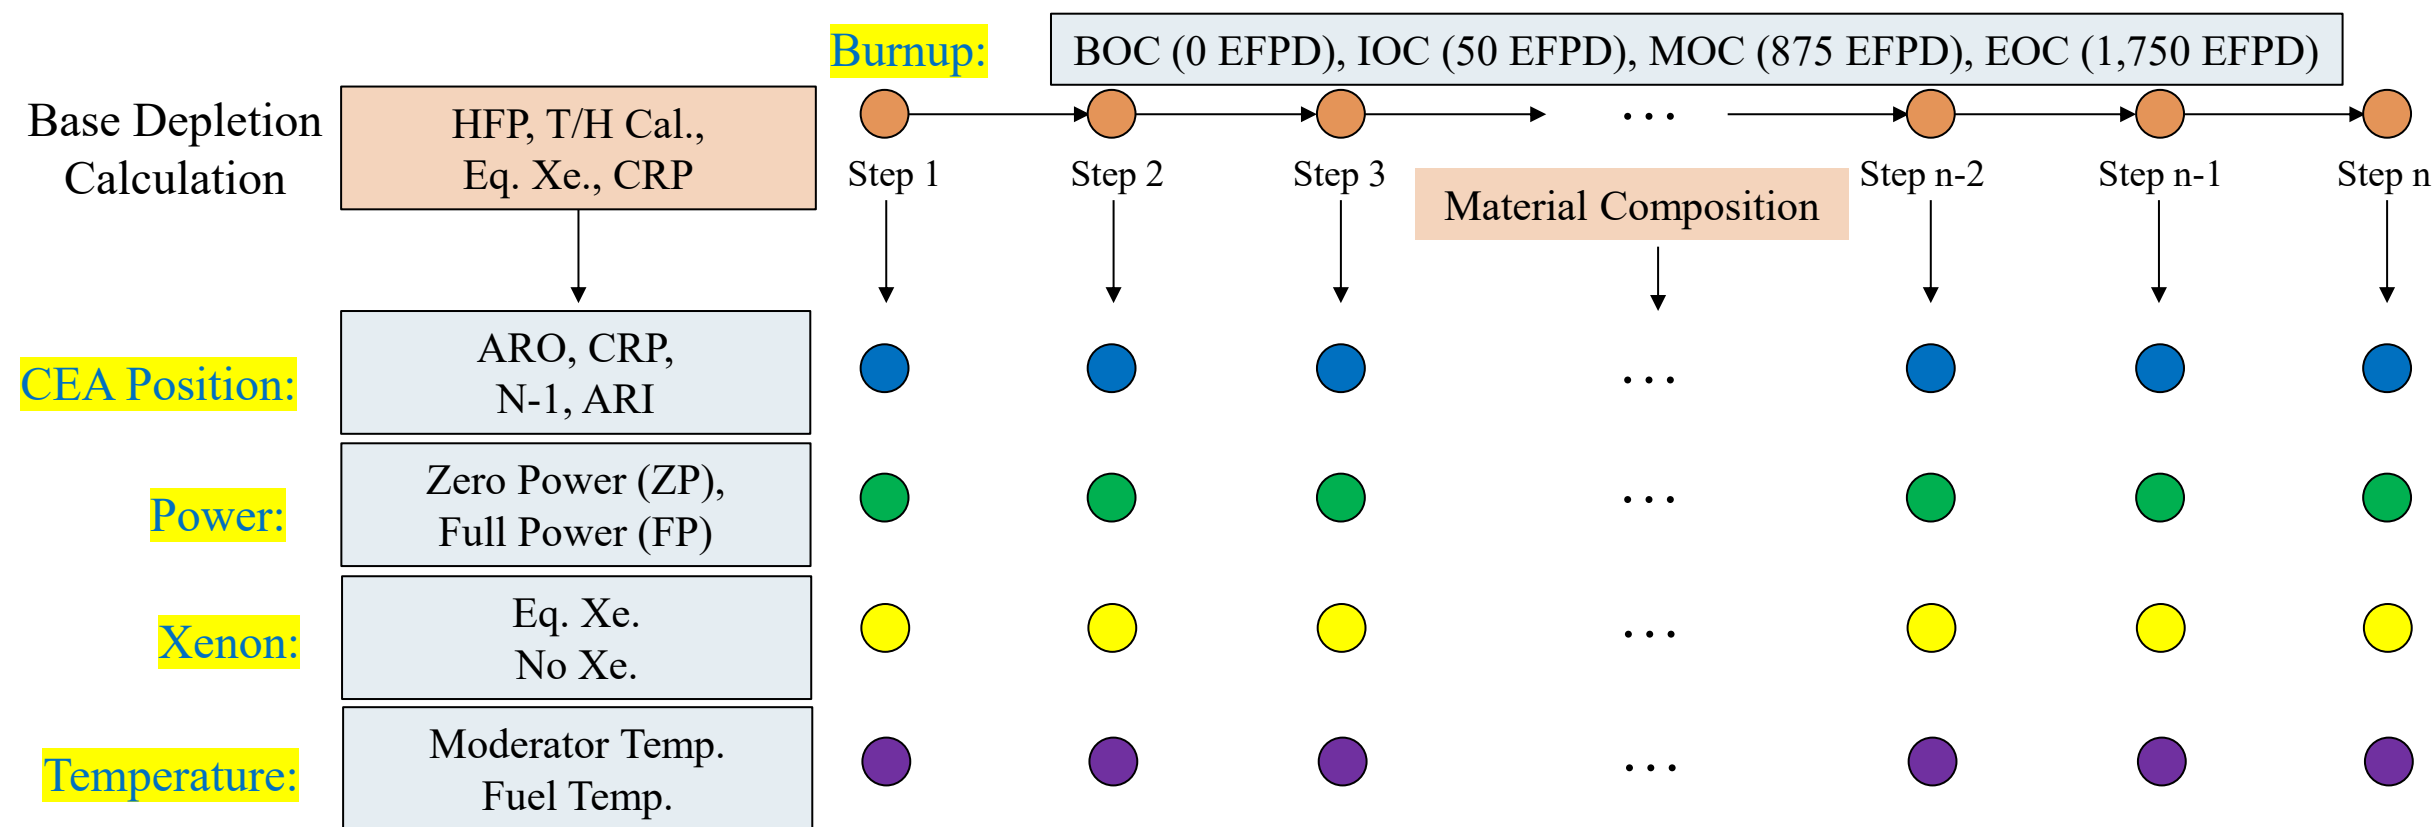 Burnup:
BOC (0 EFPD), IOC (50 EFPD), MOC (875 EFPD), EOC (1,750 EFPD)
Base Depletion
Calculation
HFP, T/H Cal.,
Eq. Xe., CRP
...
Step 1
Step 2
Step 3
Step n-2
Step n-1
Step n
Material Composition
CEA Position:
ARO, CRP,
N-1, ARI
...
Power:
Zero Power (ZP),
Full Power (FP)
...
Xenon:
Eq. Xe.
No Xe.
...
Temperature:
Moderator Temp.
Fuel Temp.
...